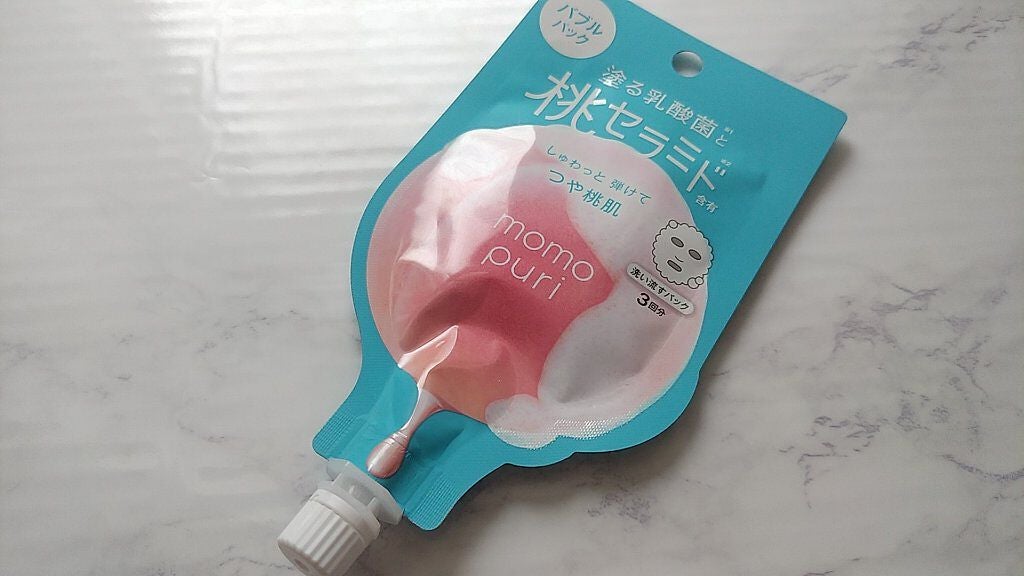 バブル
パック
塗る乳酸菌※1と
桃セラミド※2
含有
しゅわっと 弾けて
つや桃肌
momo
puri
洗い流すパック
3回分